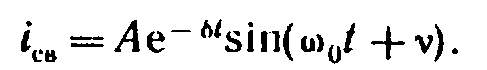 i_св = Ae^{-δt} sin(ω₀t + ν).